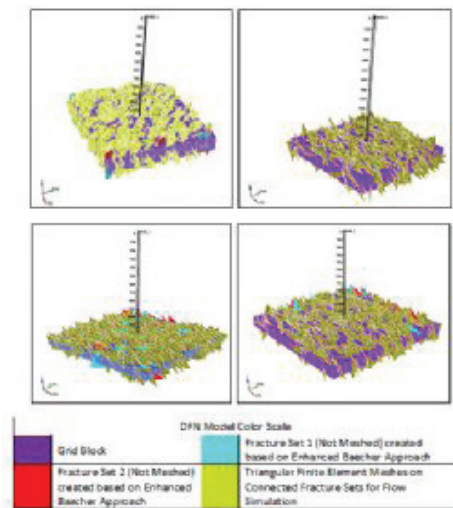 DFN Model Color Scale
Grid Block
Fracture Set 1 (Not Meshed) created
based on Enhanced Beacher Approach
Fracture Set 2 (Not Meshed)
created based on Enhanced
Beacher Approach
Triangular Finite Element Meshes on
Connected Fracture Sets for Flow
Simulation